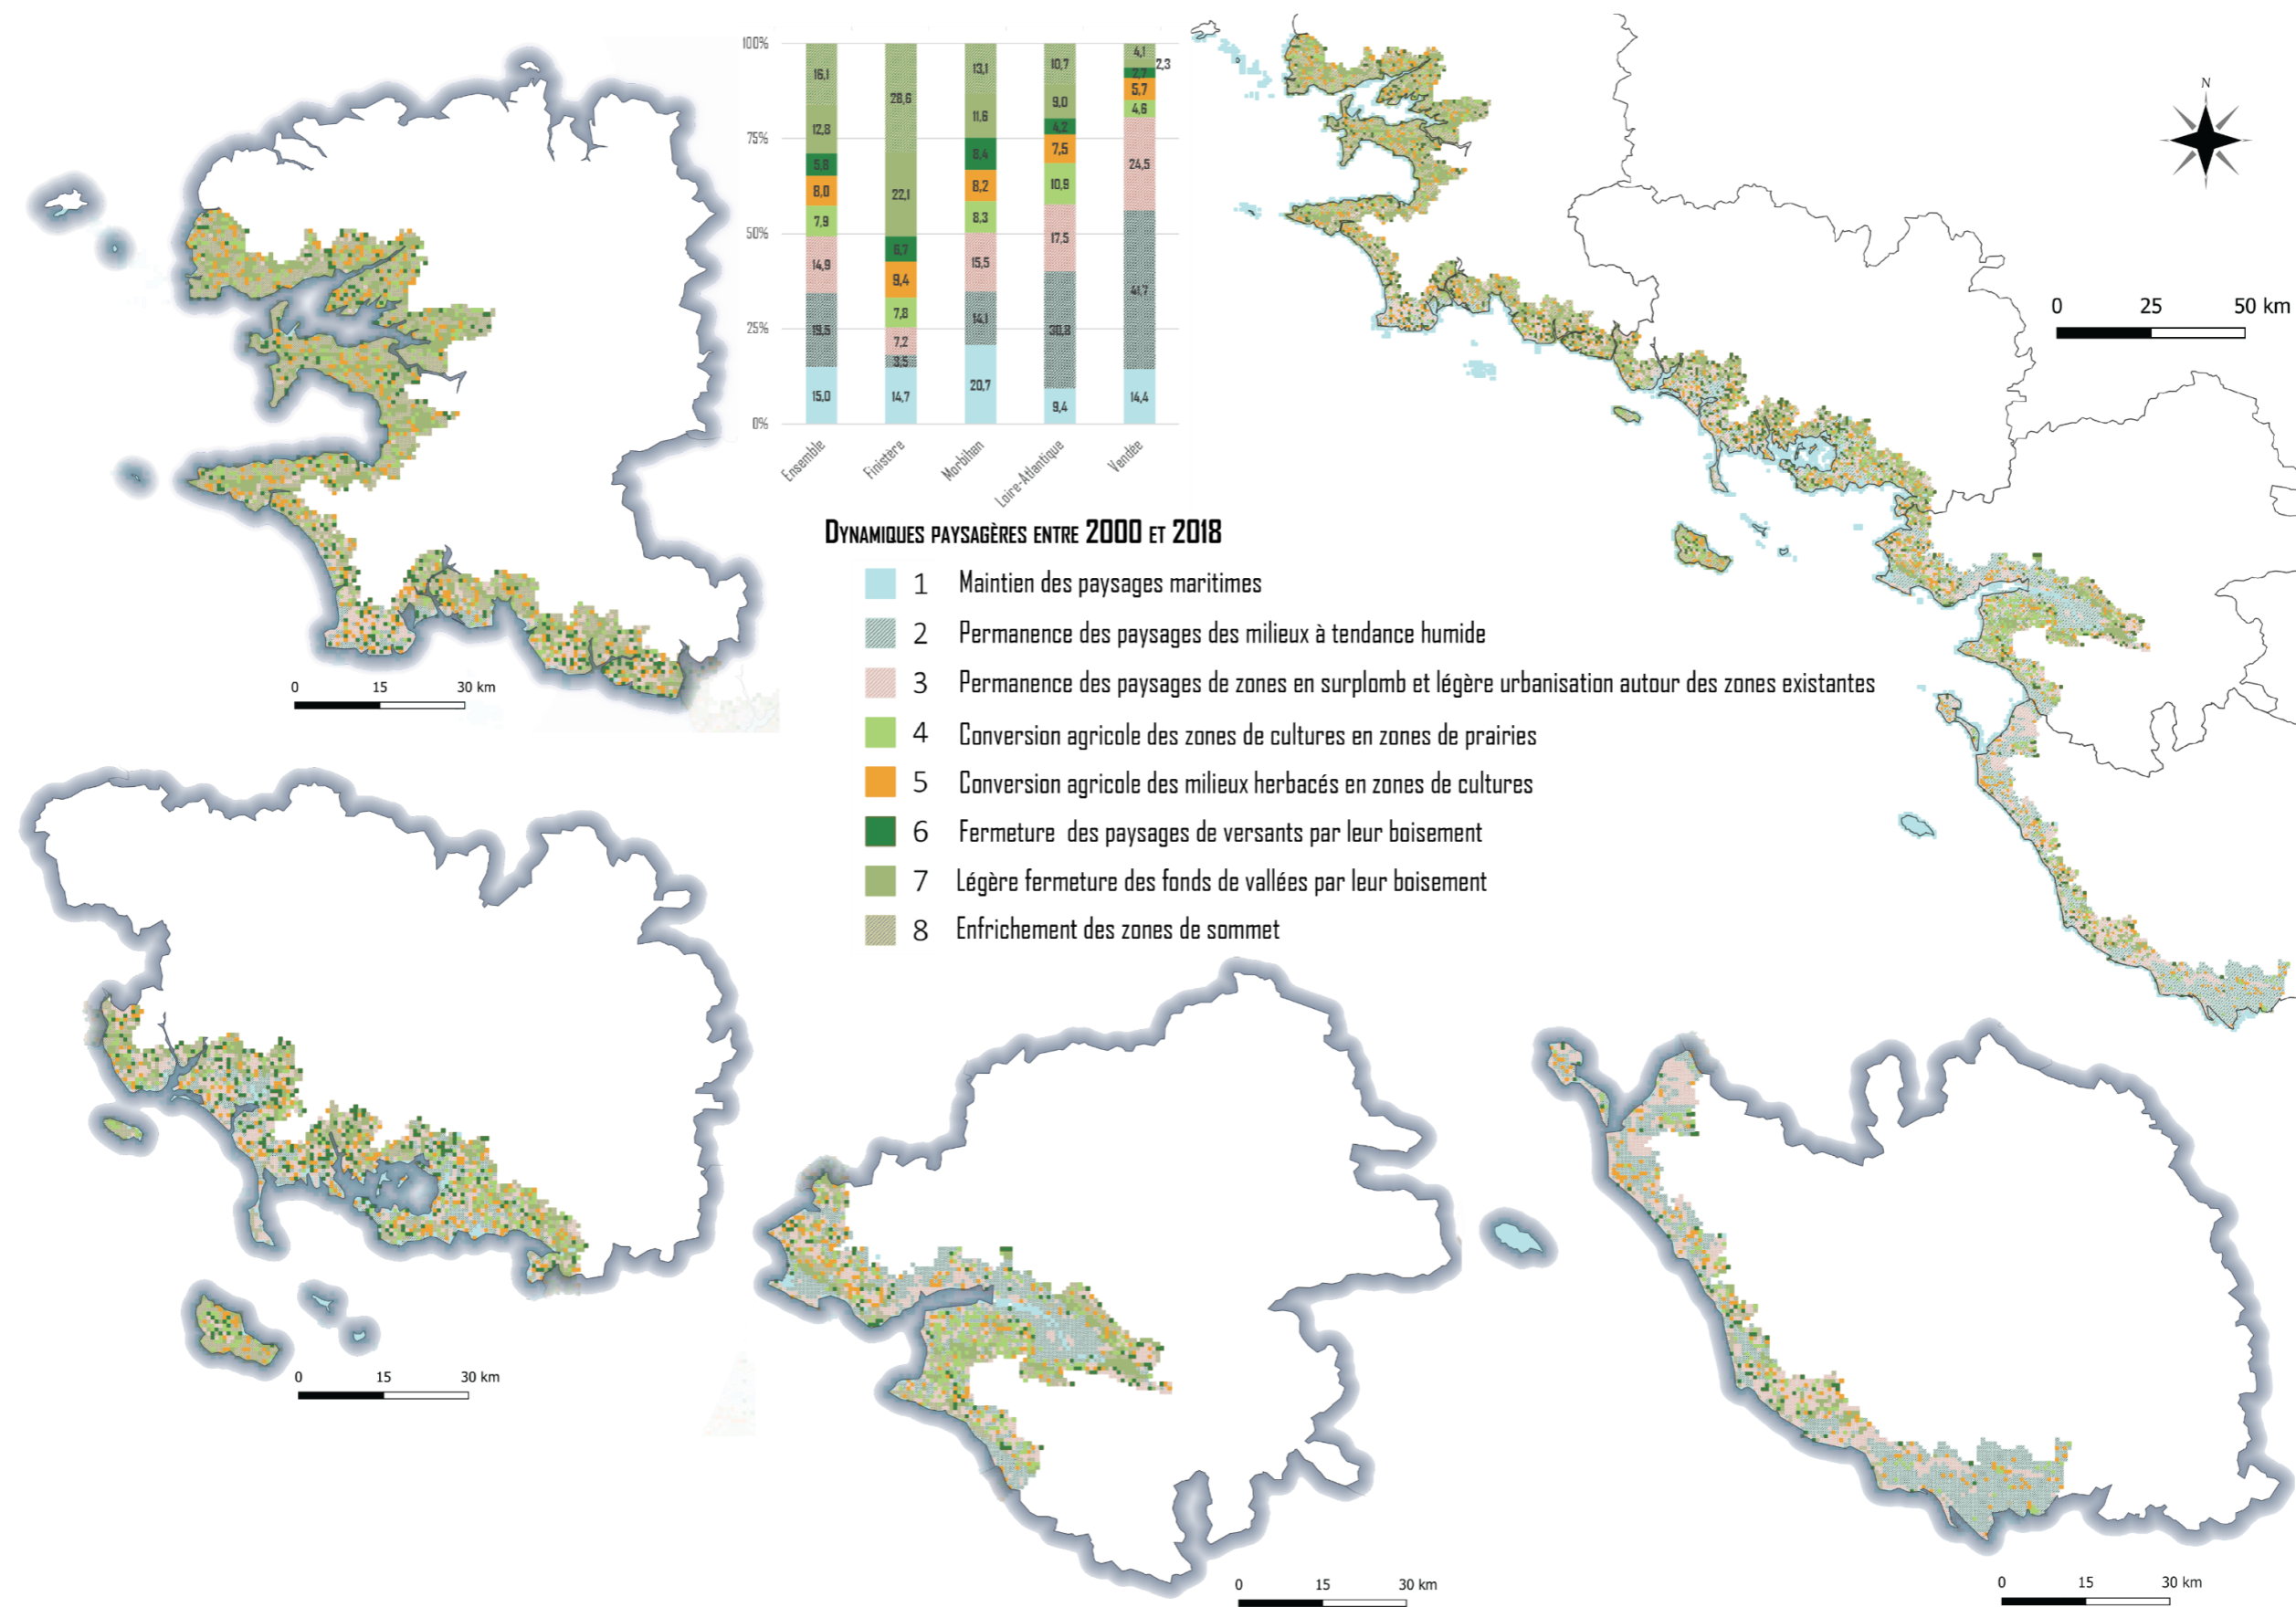 100%
75%
50%
25%
0%
16,1
12,8
5,8
8,0
7,9
14,9
19,5
15,0
28,6
22,1
6,7
9,4
7,8
7,2
3,5
14,7
13,1
11,6
8,4
8,2
8,3
15,5
14,1
20,7
10,7
9,0
4,2
7,5
10,9
17,5
30,8
9,4
4,1
2,3
2,7
5,7
4,6
24,5
41,7
14,4
Ensemble
Finistère
Morbihan
Loire-Atlantique
Vendée
N
0 25 50 km
DYNAMIQUES PAYSAGÈRES ENTRE 2000 ET 2018
1 Maintien des paysages maritimes
2 Permanence des paysages des milieux à tendance humide
3 Permanence des paysages de zones en surplomb et légère urbanisation autour des zones existantes
4 Conversion agricole des zones de cultures en zones de prairies
5 Conversion agricole des milieux herbacés en zones de cultures
6 Fermeture des paysages de versants par leur boisement
7 Légère fermeture des fonds de vallées par leur boisement
8 Enfrichement des zones de sommet
0 15 30 km
0 15 30 km
0 15 30 km
0 15 30 km